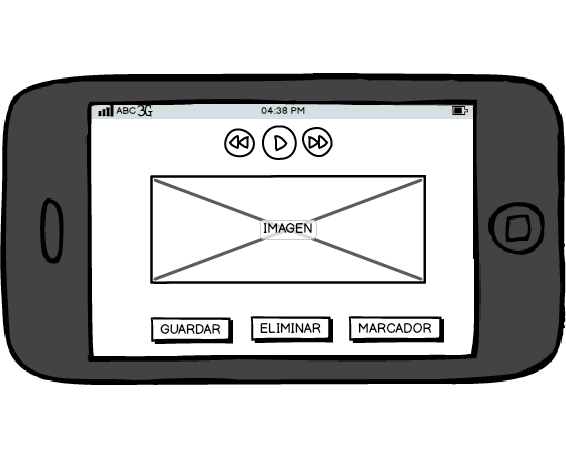 ABC 3G 04:38 PM
IMAGEN
GUARDAR ELIMINAR MARCADOR